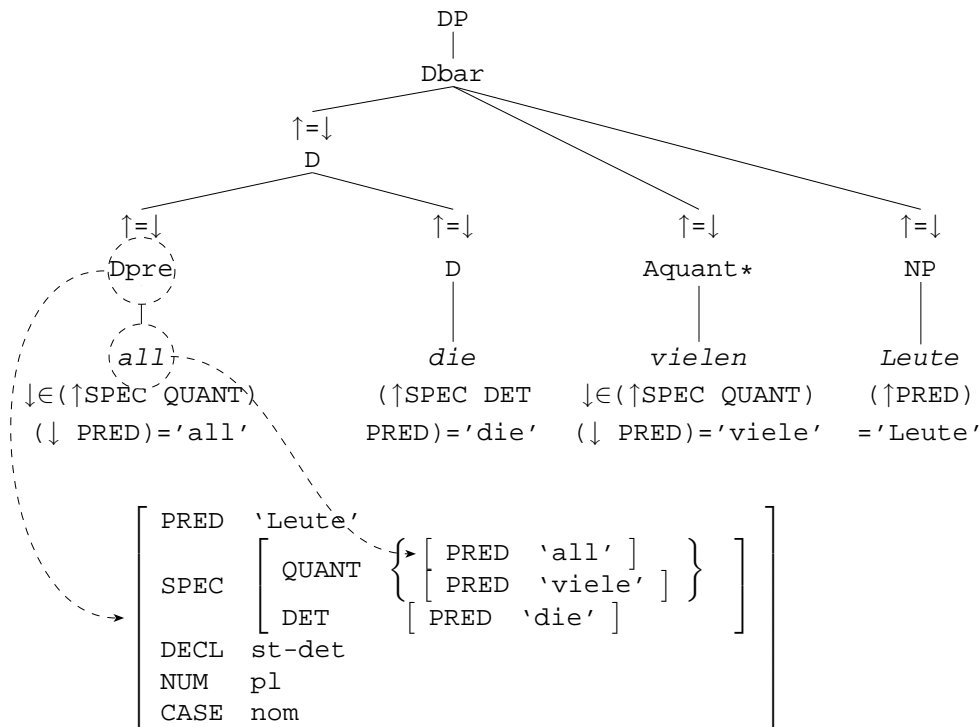 DP
Dbar
↑=↓
D
↑=↓ ↑=↓ ↑=↓ ↑=↓
Dpre D Aquant* NP
all die vielen Leute
↓∈(↑SPEC QUANT) (↑SPEC DET ↓∈(↑SPEC QUANT) (↑PRED)
(↓ PRED)='all' PRED)='die' (↓ PRED)='viele' ='Leute'
PRED ‘Leute’
[ PRED ‘all’ ]
QUANT
SPEC
[ PRED ‘viele’ ]
DET [ PRED ‘die’ ]
DECL st-det
NUM pl
CASE nom